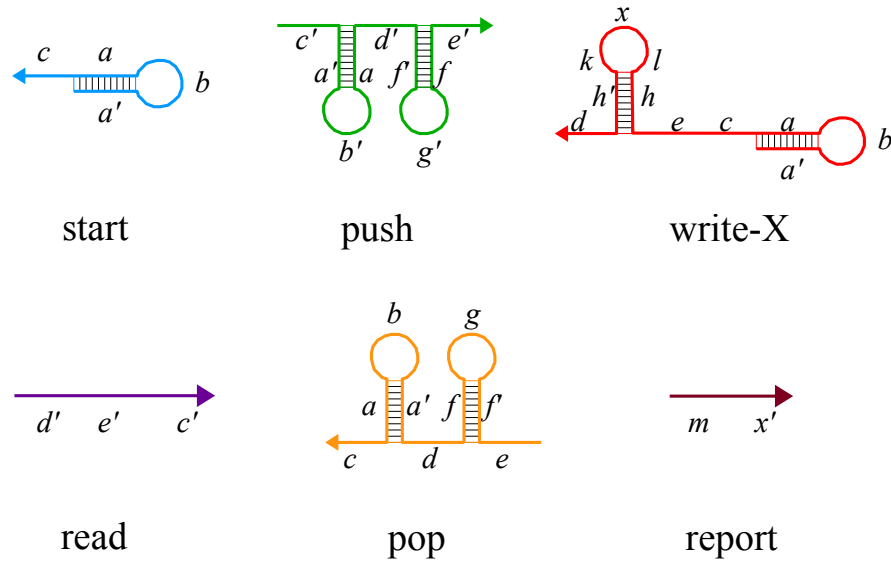 c a
b
a'
start
c' d' e'
a' a f' f
b' g'
push
x
k l
h' h
d e c a
b
a'
write-X
d' e' c'
read
b g
a a' f f'
c d e
pop
m x'
report